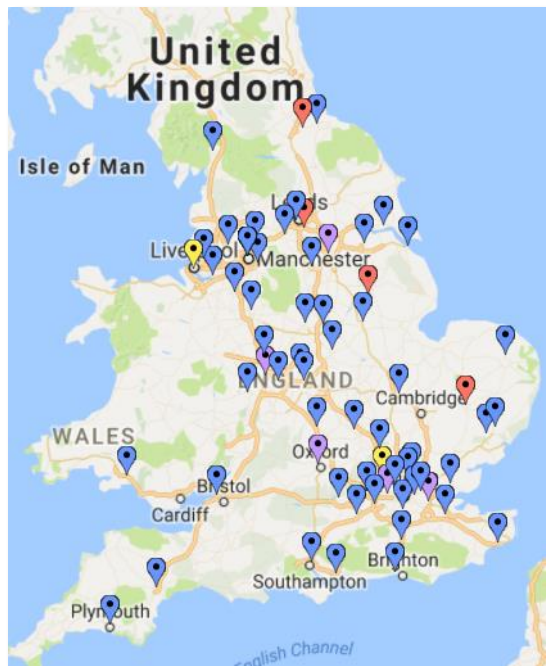 United
Kingdom
Isle of Man
Leeds
Liverpool
Manchester
ENGLAND
Cambridge
WALES
Oxford
Bristol
Cardiff
Brighton
Southampton
Plymouth
English Channel